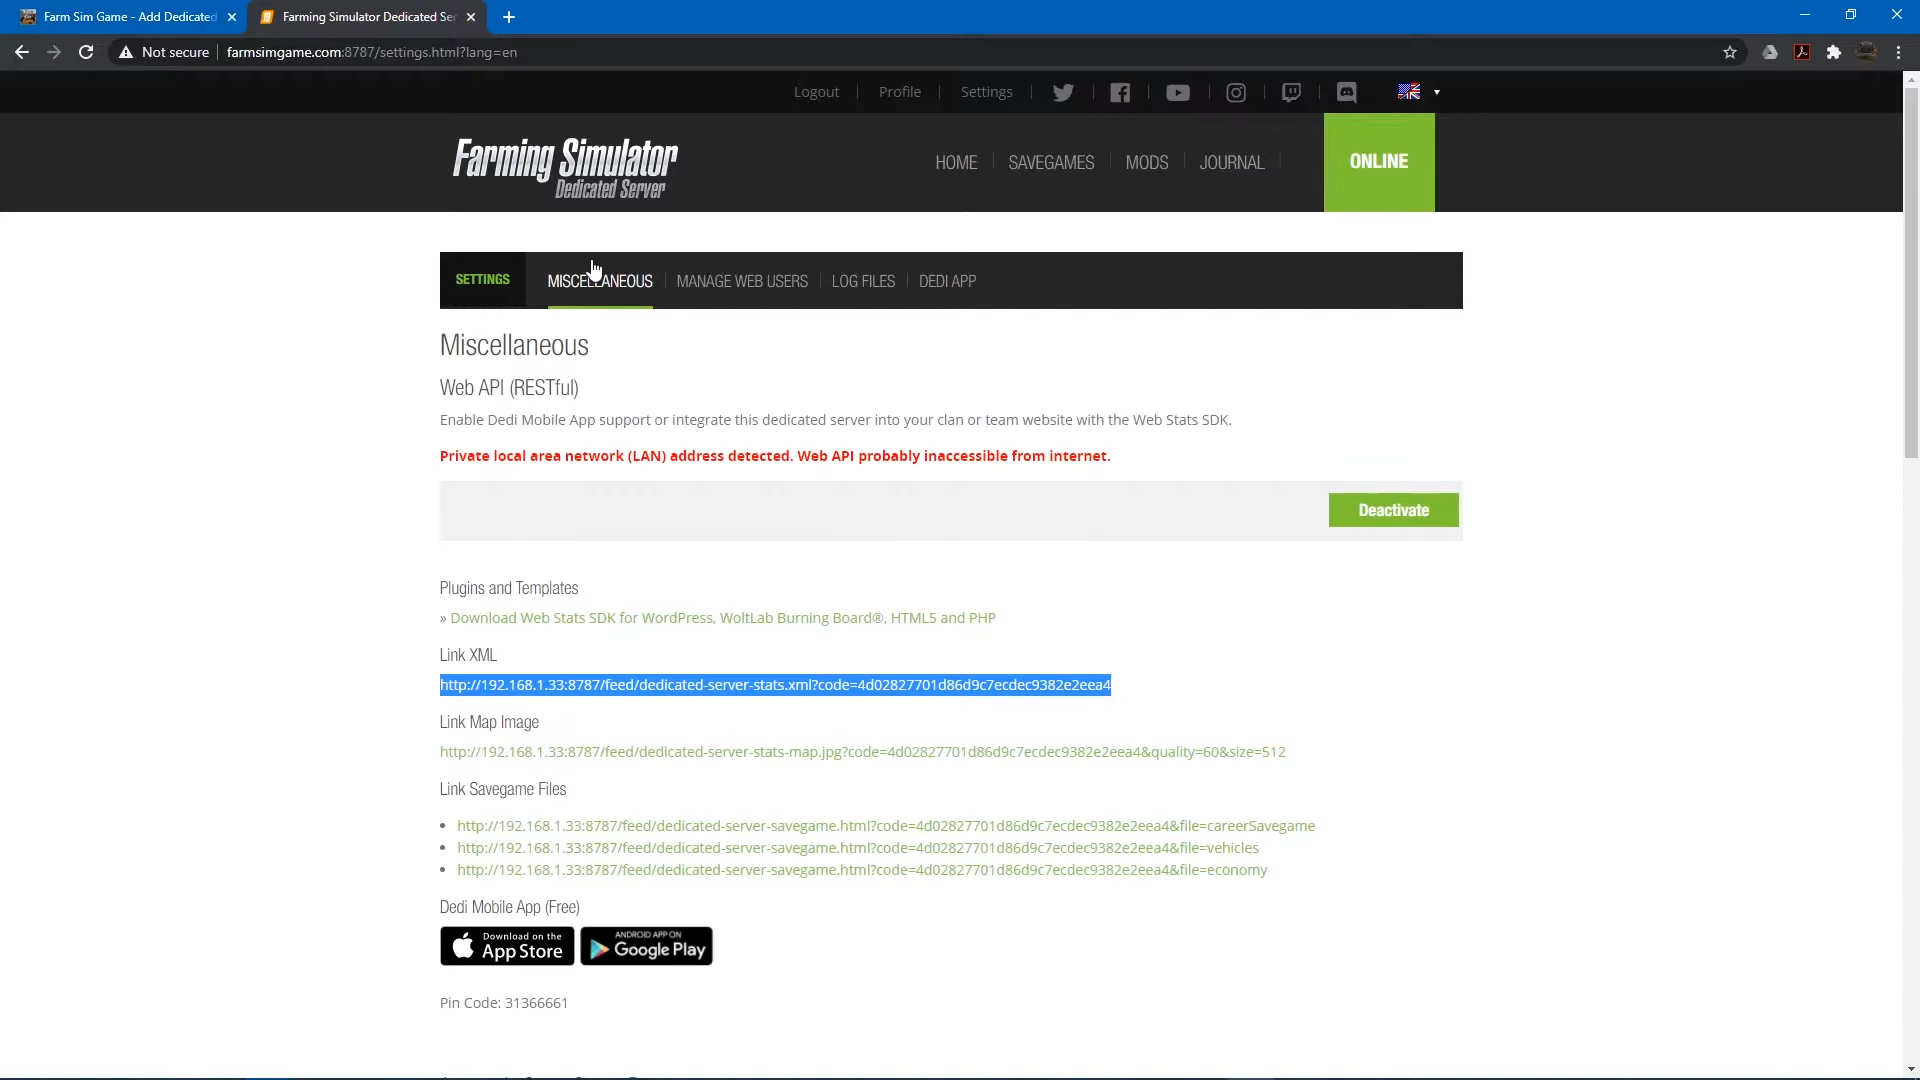 Farm Sim Game - Add Dedicated
Farming Simulator Dedicated Ser
Not secure farmsimgame.com:8787/settings.html?lang=en
Logout Profile Settings
Farming Simulator
Dedicated Server
HOME SAVEGAMES MODS JOURNAL ONLINE
SETTINGS MISCELLANEOUS MANAGE WEB USERS LOG FILES DEDI APP
Miscellaneous
Web API (RESTful)
Enable Dedi Mobile App support or integrate this dedicated server into your clan or team website with the Web Stats SDK.
Private local area network (LAN) address detected. Web API probably inaccessible from internet.
Deactivate
Plugins and Templates
» Download Web Stats SDK for WordPress, WoltLab Burning Board®, HTML5 and PHP
Link XML
http://192.168.1.33:8787/feed/dedicated-server-stats.xml?code=4d02827701d86d9c7ecdec9382e2eea4
Link Map Image
http://192.168.1.33:8787/feed/dedicated-server-stats-map.jpg?code=4d02827701d86d9c7ecdec9382e2eea4&quality=60&size=512
Link Savegame Files
• http://192.168.1.33:8787/feed/dedicated-server-savegame.html?code=4d02827701d86d9c7ecdec9382e2eea4&file=careerSavegame
• http://192.168.1.33:8787/feed/dedicated-server-savegame.html?code=4d02827701d86d9c7ecdec9382e2eea4&file=vehicles
• http://192.168.1.33:8787/feed/dedicated-server-savegame.html?code=4d02827701d86d9c7ecdec9382e2eea4&file=economy
Dedi Mobile App (Free)
Download on the
App Store
ANDROID APP ON
Google Play
Pin Code: 31366661